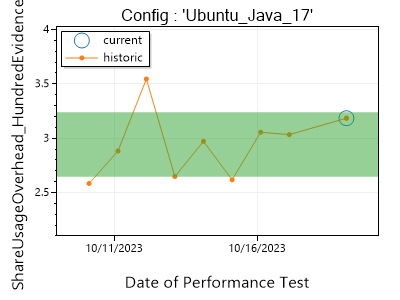 Config : 'Ubuntu_Java_17'
current
historic
4
3.5
3
2.5
10/11/2023
10/16/2023
Date of Performance Test
ShareUsageOverhead_HundredEvidence